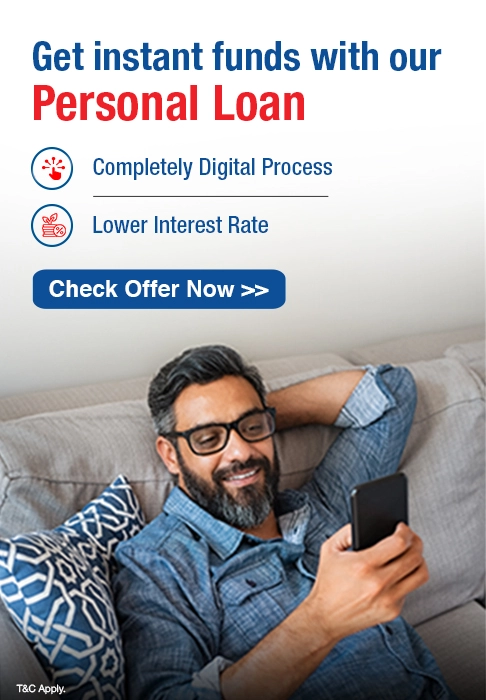 Get instant funds with our
Personal Loan
Completely Digital Process
Lower Interest Rate
Check Offer Now >>
T&C Apply.